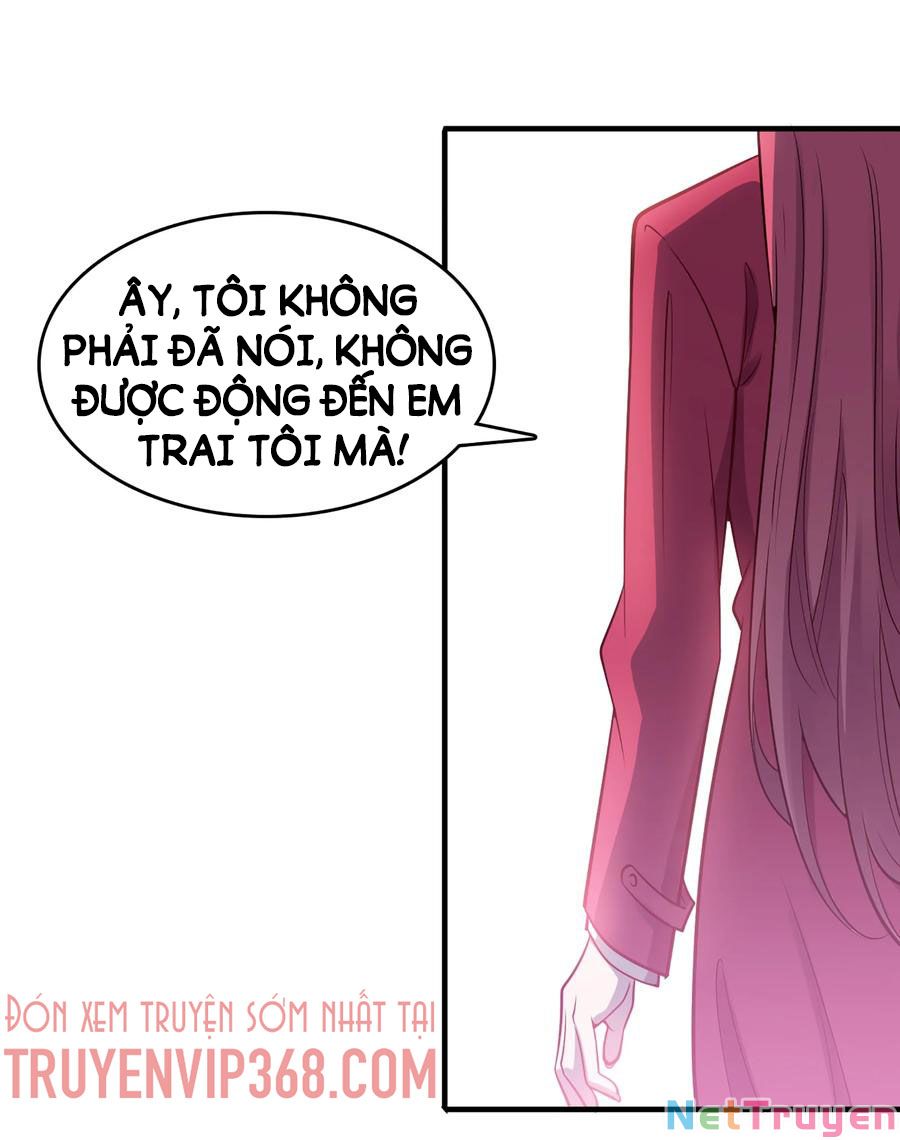 ÂY, TÔI KHÔNG
PHẢI ĐÃ NÓI, KHÔNG
ĐƯỢC ĐỘNG ĐẾN EM
TRAI TÔI MÀ!
ĐÓN XEM TRUYỆN SỚM NHẤT TẠI
TRUYENVIP368.COM
NetTruyen